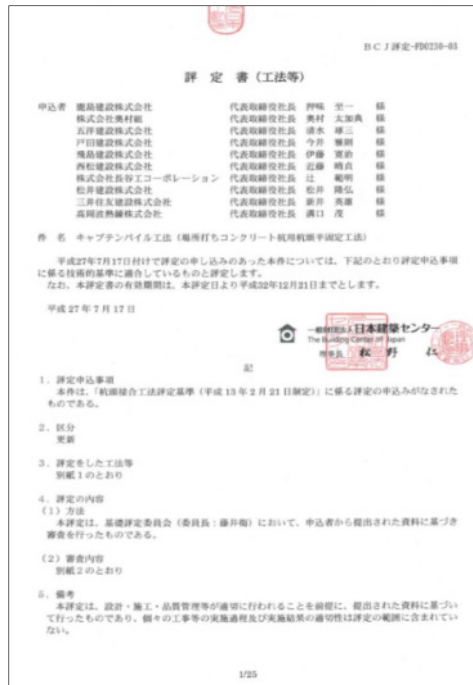 BCJ評定-FD0230-03
評 定 書（工法等）
申込者 鹿島建設株式会社 代表取締役社長 押味 至一 様
株式会社奥村組 代表取締役社長 奥村 太加典 様
五洋建設株式会社 代表取締役社長 清水 琢三 様
戸田建設株式会社 代表取締役社長 今井 雅則 様
飛島建設株式会社 代表取締役社長 伊藤 寛治 様
西松建設株式会社 代表取締役社長 近藤 晴貞 様
株式会社長谷工コーポレーション 代表取締役社長 辻 範明 様
松井建設株式会社 代表取締役社長 松井 隆弘 様
三井住友建設株式会社 代表取締役社長 新井 英雄 様
高周波熱錬株式会社 代表取締役社長 溝口 茂 様
件 名 キャプテンパイル工法（場所打ちコンクリート杭用杭頭半固定工法）
平成27年7月17日付けで評定の申し込みのあった本件については、下記のとおり評定申込事項
に係る技術的基準に適合しているものと評定します。
なお、本評定書の有効期間は、本評定日より平成32年12月21日までとします。
平成27年7月17日
一般財団法人 日本建築センター
The Building Center of Japan
理事長 松 野 仁
記
1．評定申込事項
本件は、「杭頭接合工法評定基準（平成13年2月21日制定）」に係る評定の申込みがなされた
ものである。
2．区分
更新
3．評定をした工法等
別紙1のとおり
4．評定の内容
（1）方法
本評定は、基礎評定委員会（委員長：藤井衛）において、申込者から提出された資料に基づき
審査を行ったものである。
（2）審査内容
別紙2のとおり
5．備考
本評定は、設計・施工・品質管理等が適切に行われることを前提に、提出された資料に基づい
て行ったものであり、個々の工事等の実施過程及び実施結果の適切性は評定の範囲に含まれてい
ない。
1/25